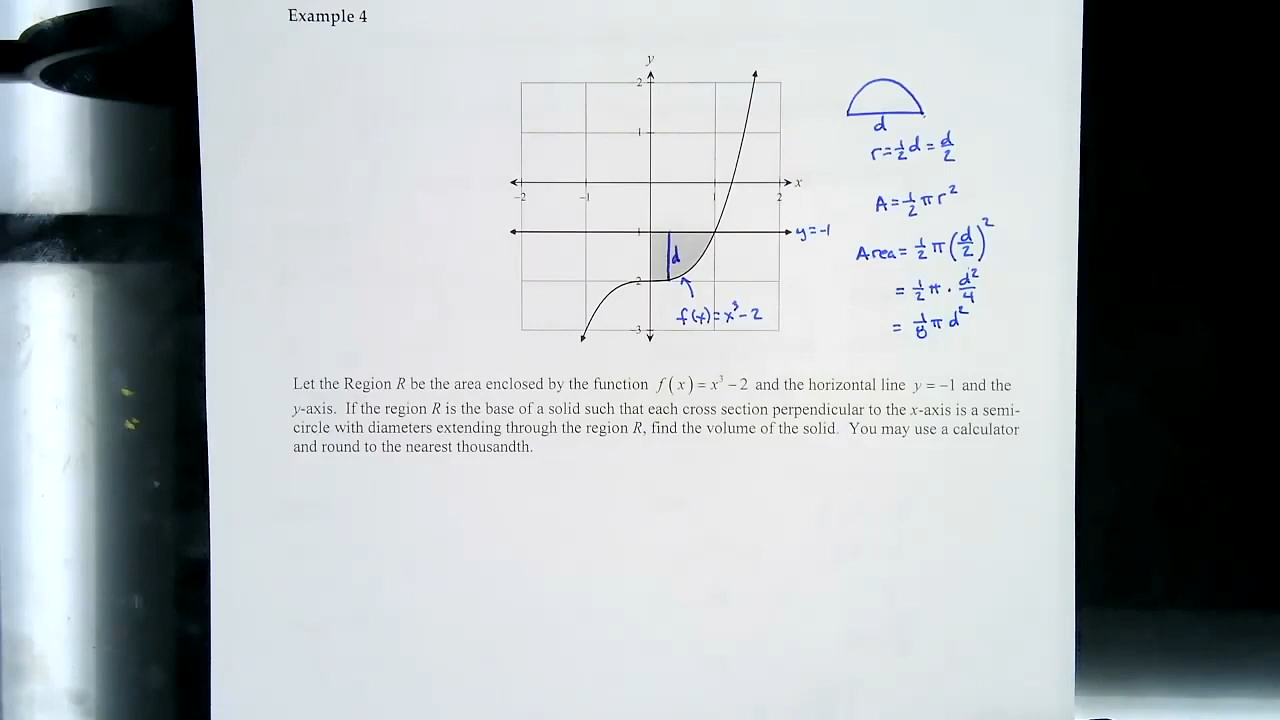 Example 4
y
2
1
x
-2
-1
1
2
y=-1
-1
d
-2
-3
f(x)=x³-2
d
r=½d=d/2
A=½πr²
Area=½π(d/2)²
=½π·d²/4
=⅛πd²
Let the Region R be the area enclosed by the function f(x)=x³-2 and the horizontal line y=-1 and the
y-axis. If the region R is the base of a solid such that each cross section perpendicular to the x-axis is a semi-
circle with diameters extending through the region R, find the volume of the solid. You may use a calculator
and round to the nearest thousandth.